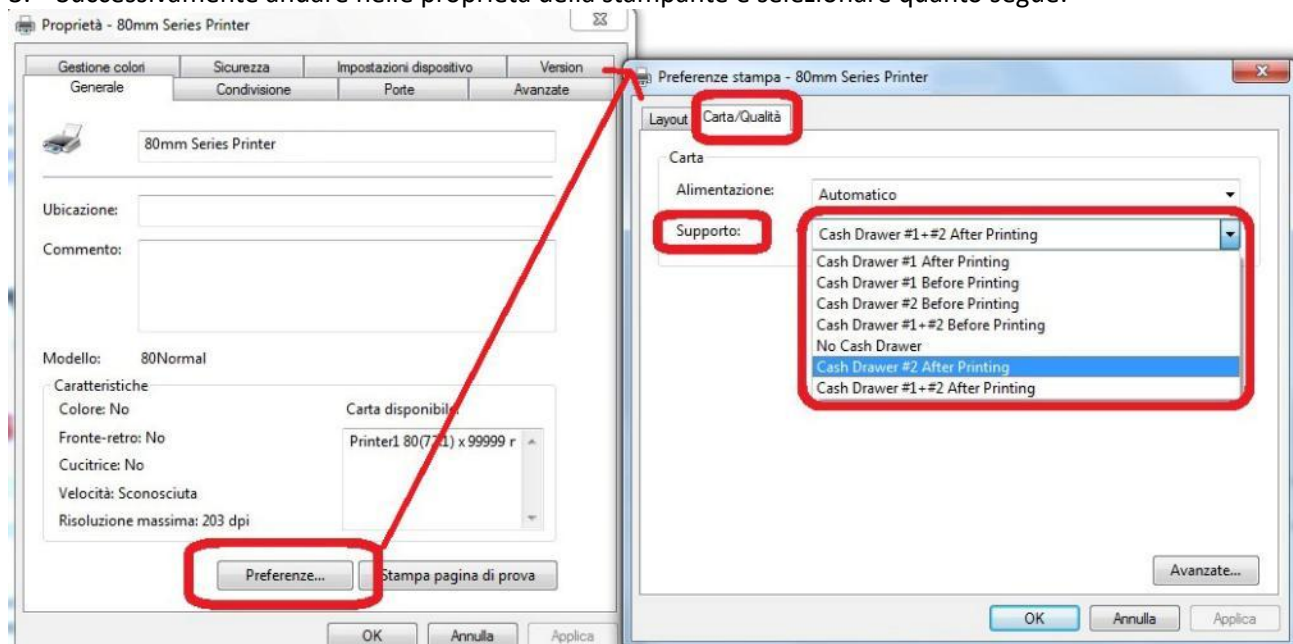 Successivamente andare nelle proprietà della stampante e selezionare quanto segue:
Proprietà - 80mm Series Printer
Gestione colori Sicurezza Impostazioni dispositivo Version
Generale Condivisione Porte Avanzate
80mm Series Printer
Ubicazione:
Commento:
Modello: 80Normal
Caratteristiche
Colore: No Carta disponibile:
Fronte-retro: No
Printer1 80(72.1) x 99999 r
Cucitrice: No
Velocità: Sconosciuta
Risoluzione massima: 203 dpi
Preferenze... Stampa pagina di prova
OK Annulla Applica
Preferenze stampa - 80mm Series Printer
Layout Carta/Qualità
Carta
Alimentazione: Automatico
Supporto: Cash Drawer #1+#2 After Printing
Cash Drawer #1 After Printing
Cash Drawer #1 Before Printing
Cash Drawer #2 Before Printing
Cash Drawer #1+#2 Before Printing
No Cash Drawer
Cash Drawer #2 After Printing
Cash Drawer #1+#2 After Printing
Avanzate...
OK Annulla Applica